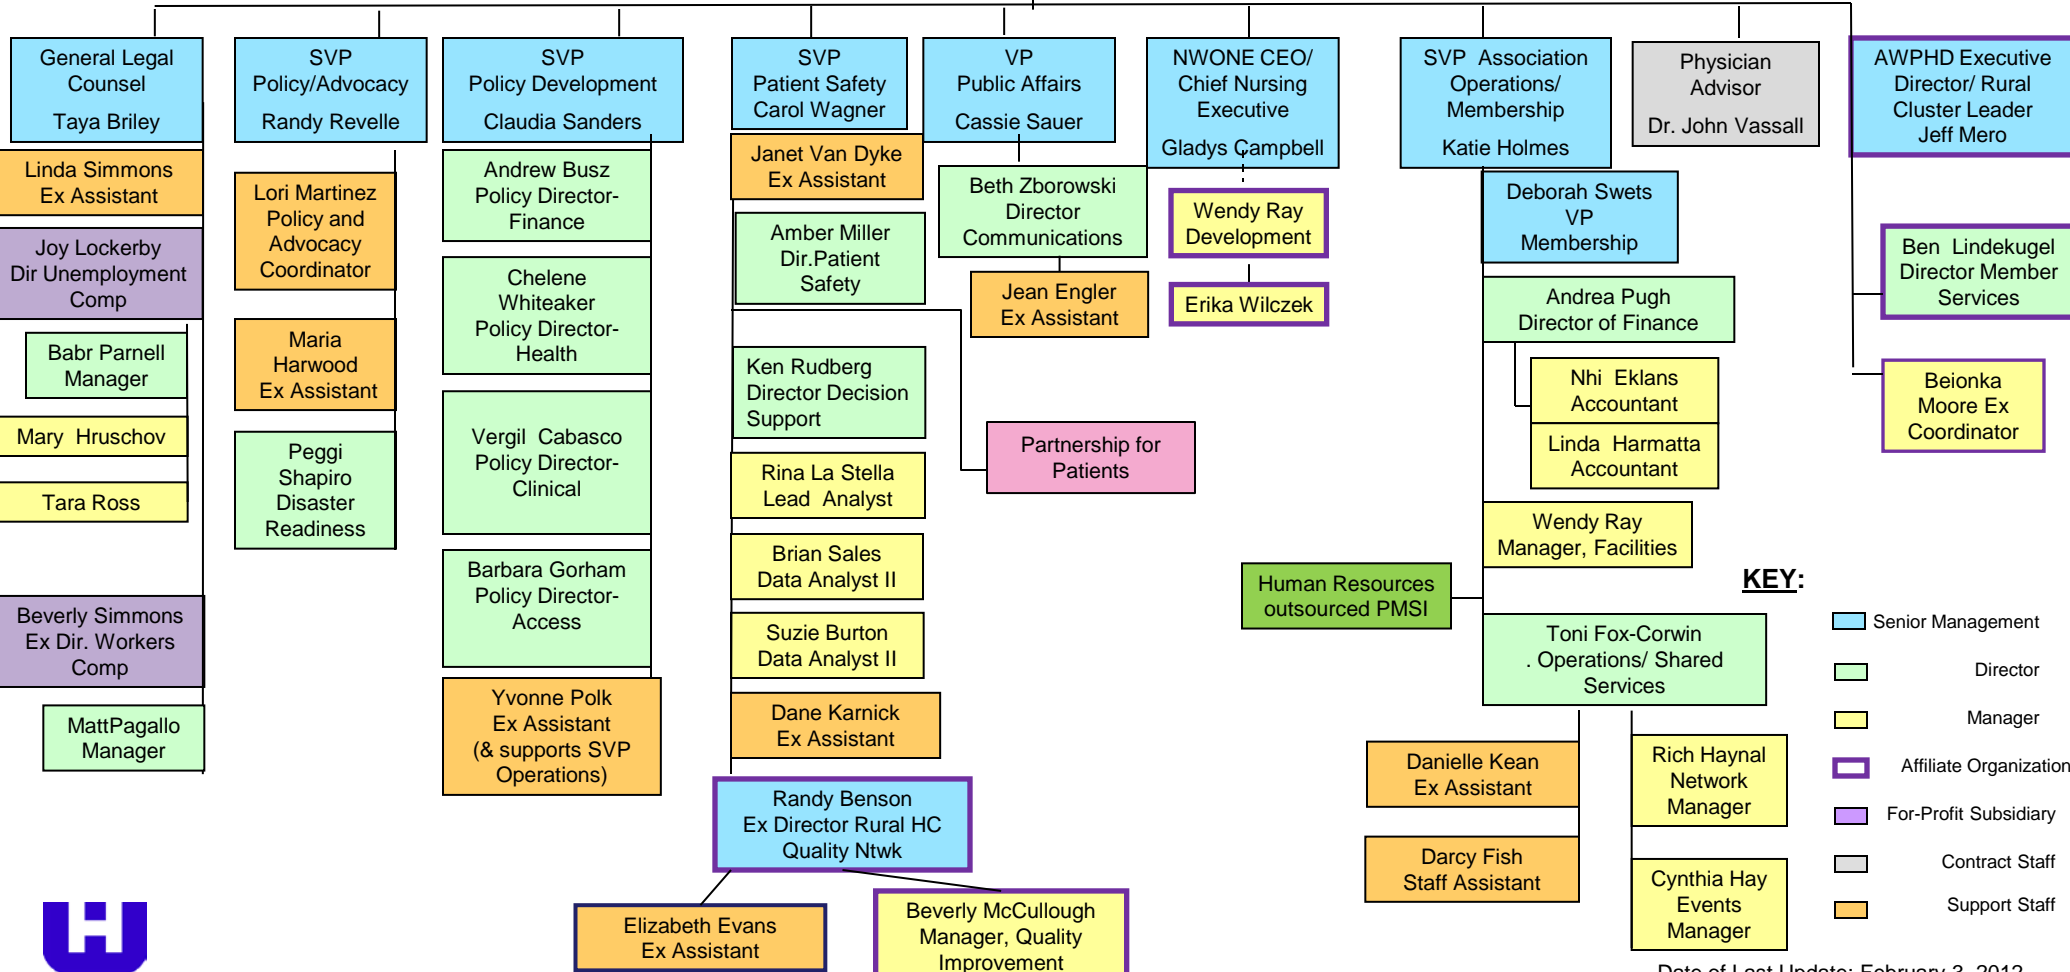 General Legal
Counsel
Taya Briley
SVP
Policy/Advocacy
Randy Revelle
SVP
Policy Development
Claudia Sanders
SVP
Patient Safety
Carol Wagner
VP
Public Affairs
Cassie Sauer
NWONE CEO/
Chief Nursing
Executive
Gladys Campbell
SVP Association
Operations/
Membership
Katie Holmes
Physician
Advisor
Dr. John Vassall
AWPHD Executive
Director/ Rural
Cluster Leader
Jeff Mero
Linda Simmons
Ex Assistant
Joy Lockerby
Dir Unemployment
Comp
Babr Parnell
Manager
Mary Hruschov
Tara Ross
Beverly Simmons
Ex Dir. Workers
Comp
MattPagallo
Manager
Lori Martinez
Policy and
Advocacy
Coordinator
Maria
Harwood
Ex Assistant
Peggi
Shapiro
Disaster
Readiness
Andrew Busz
Policy Director-
Finance
Chelene
Whiteaker
Policy Director-
Health
Vergil Cabasco
Policy Director-
Clinical
Barbara Gorham
Policy Director-
Access
Yvonne Polk
Ex Assistant
(& supports SVP
Operations)
Janet Van Dyke
Ex Assistant
Amber Miller
Dir.Patient
Safety
Ken Rudberg
Director Decision
Support
Rina La Stella
Lead Analyst
Brian Sales
Data Analyst II
Suzie Burton
Data Analyst II
Dane Karnick
Ex Assistant
Randy Benson
Ex Director Rural HC
Quality Ntwk
Elizabeth Evans
Ex Assistant
Beverly McCullough
Manager, Quality
Improvement
Partnership for
Patients
Beth Zborowski
Director
Communications
Jean Engler
Ex Assistant
Wendy Ray
Development
Erika Wilczek
Deborah Swets
VP
Membership
Andrea Pugh
Director of Finance
Nhi Eklans
Accountant
Linda Harmatta
Accountant
Wendy Ray
Manager, Facilities
Human Resources
outsourced PMSI
Toni Fox-Corwin
. Operations/ Shared
Services
Danielle Kean
Ex Assistant
Darcy Fish
Staff Assistant
Rich Haynal
Network
Manager
Cynthia Hay
Events
Manager
Ben Lindekugel
Director Member
Services
Beionka
Moore Ex
Coordinator
KEY:
Senior Management
Director
Manager
Affiliate Organization
For-Profit Subsidiary
Contract Staff
Support Staff
Date of Last Update: February 3, 2012